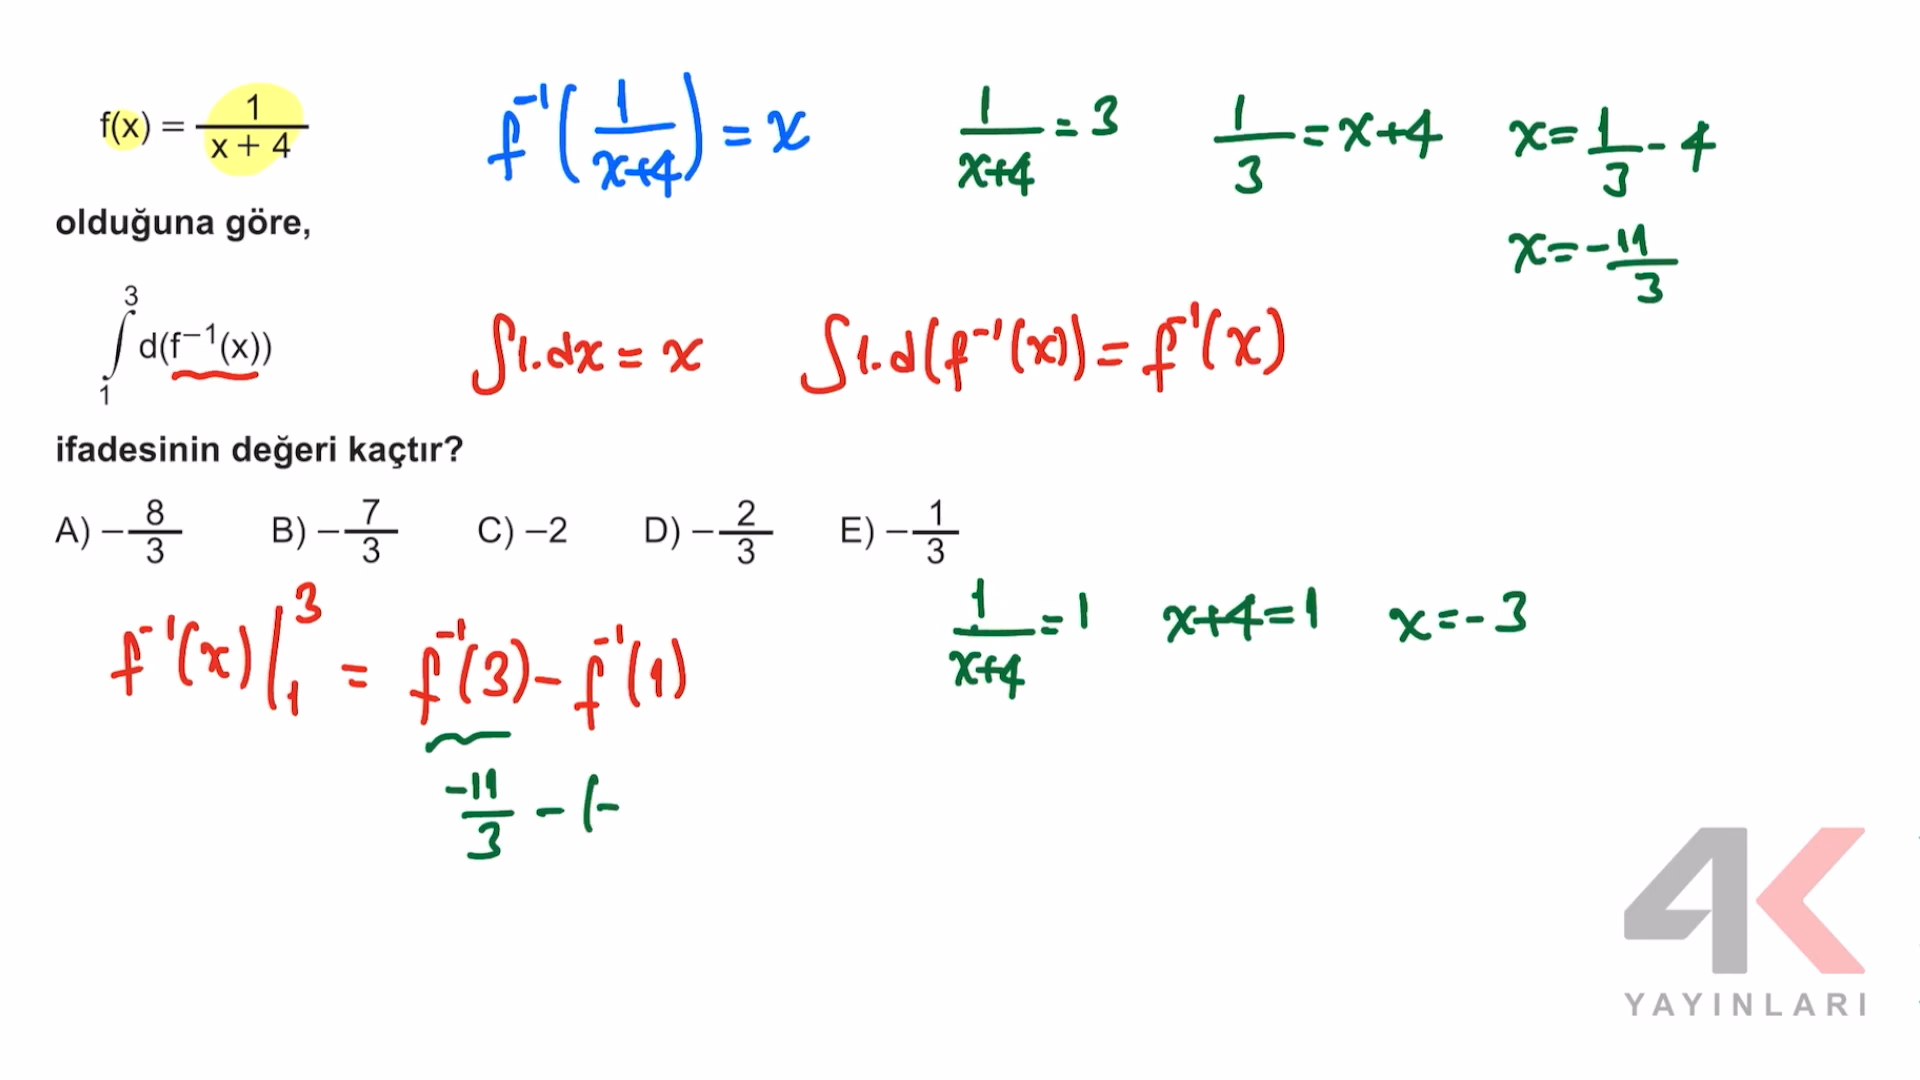 f(x) = 1/(x + 4)
f⁻¹(1/(x+4)) = x
1/(x+4) = 3
1/3 = x+4
x = 1/3 - 4
x = -11/3
olduğuna göre,
∫₁³ d(f⁻¹(x))
∫1.dx = x
∫1.d(f⁻¹(x)) = f⁻¹(x)
ifadesinin değeri kaçtır?
A) –8/3 B) –7/3 C) –2 D) –2/3 E) –1/3
f⁻¹(x)|₁³ = f⁻¹(3) - f⁻¹(1)
1/(x+4) = 1
x+4=1
x=-3
-11/3 - (-
4K
YAYINLARI